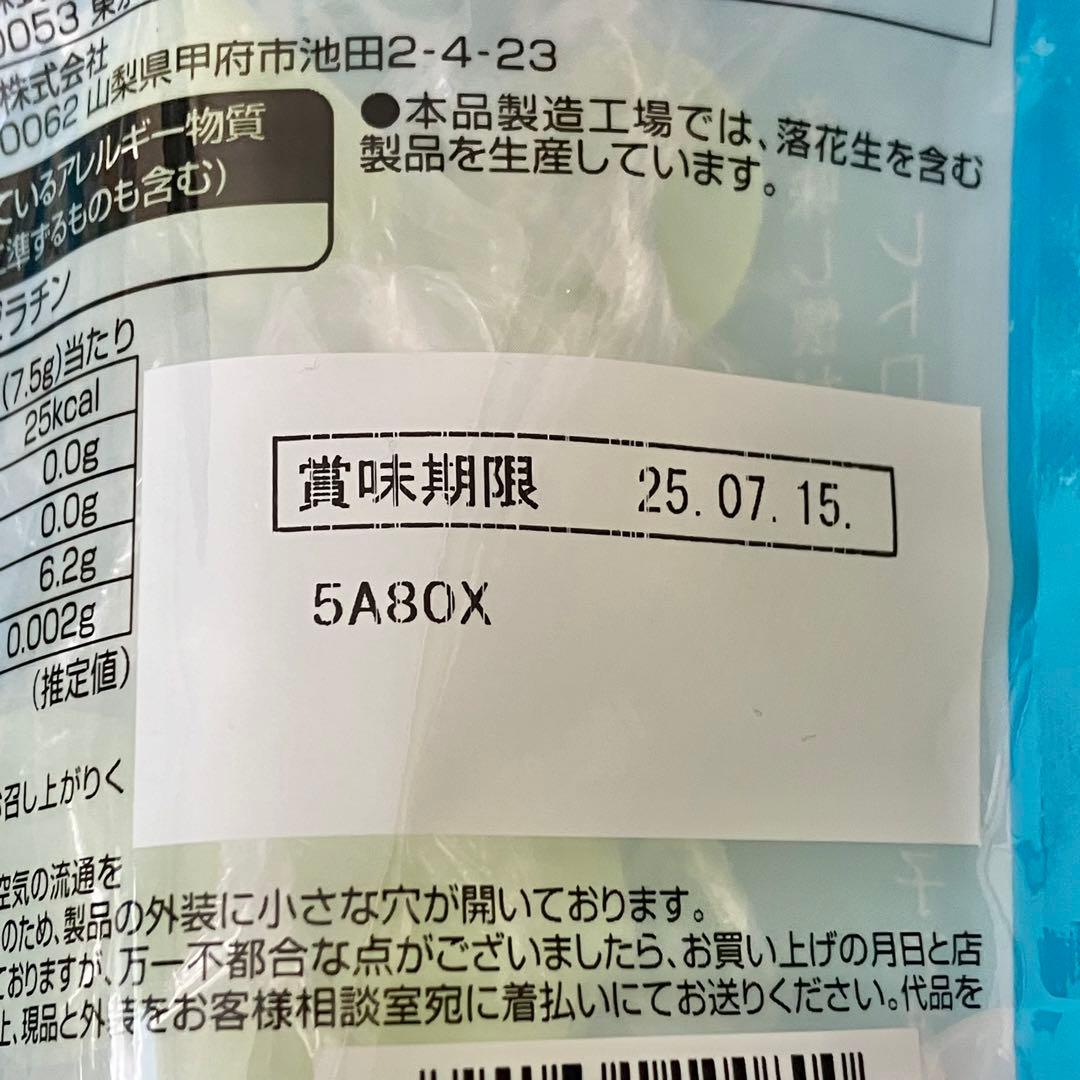 0053 東京
株式会社
0062 山梨県甲府市池田2-4-23
●本品製造工場では、落花生を含む
製品を生産しています。
ているアレルギー物質
準ずるものも含む)
ゼラチン
(7.5g)当たり
25kcal
0.0g
0.0g
6.2g
0.002g
(推定値)
賞味期限 25.07.15.
5A80X
お召し上がりく
空気の流通を
のため、製品の外装に小さな穴が開いております。
ておりますが、万一不都合な点がございましたら、お買い上げの月日と店
上、現品と外装をお客様相談室宛に着払いにてお送りください。代品を